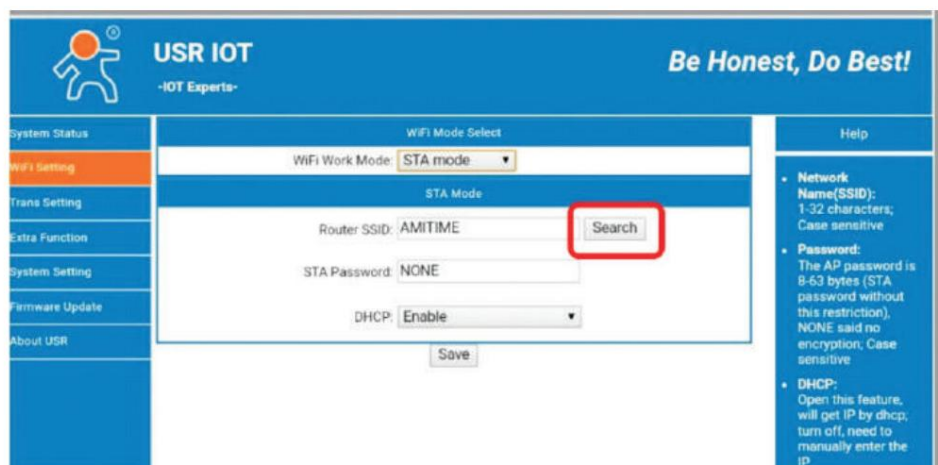 ®
USR IOT
-IOT Experts-
Be Honest, Do Best!
System Status
WiFi Setting
Trans Setting
Extra Function
System Setting
Firmware Update
About USR
WiFi Mode Select
WiFi Work Mode: STA mode
STA Mode
Router SSID: AMITIME Search
STA Password: NONE
DHCP: Enable
Save
Help
• Network
Name(SSID):
1-32 characters;
Case sensitive
• Password:
The AP password is
8-63 bytes (STA
password without
this restriction),
NONE said no
encryption; Case
sensitive
• DHCP:
Open this feature,
will get IP by dhcp;
turn off, need to
manually enter the
IP